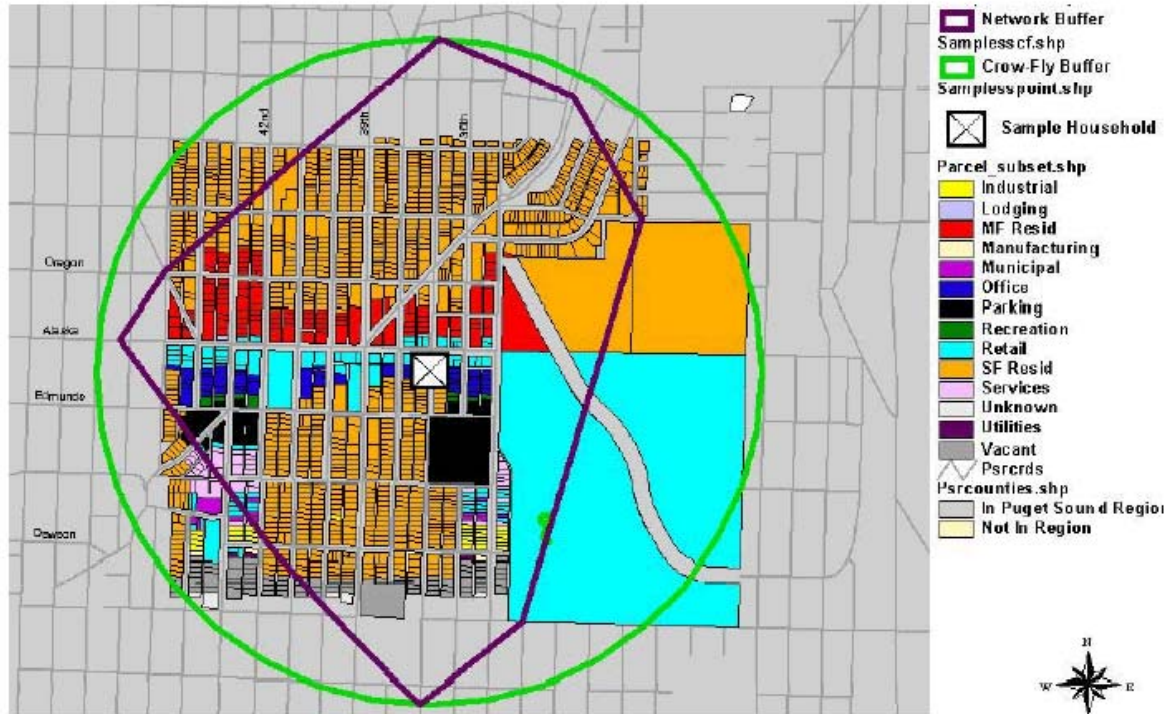 42nd
39th
36th
Oregon
Alaska
Edmunds
Dawson
Network Buffer
Samplesscf.shp
Crow-Fly Buffer
Samplesspoint.shp
Sample Household
Parcel_subset.shp
Industrial
Lodging
MF Resid
Manufacturing
Municipal
Office
Parking
Recreation
Retail
SF Resid
Services
Unknown
Utilities
Vacant
Psrcrds
Psrcounties.shp
In Puget Sound Region
Not In Region
N
W E
S